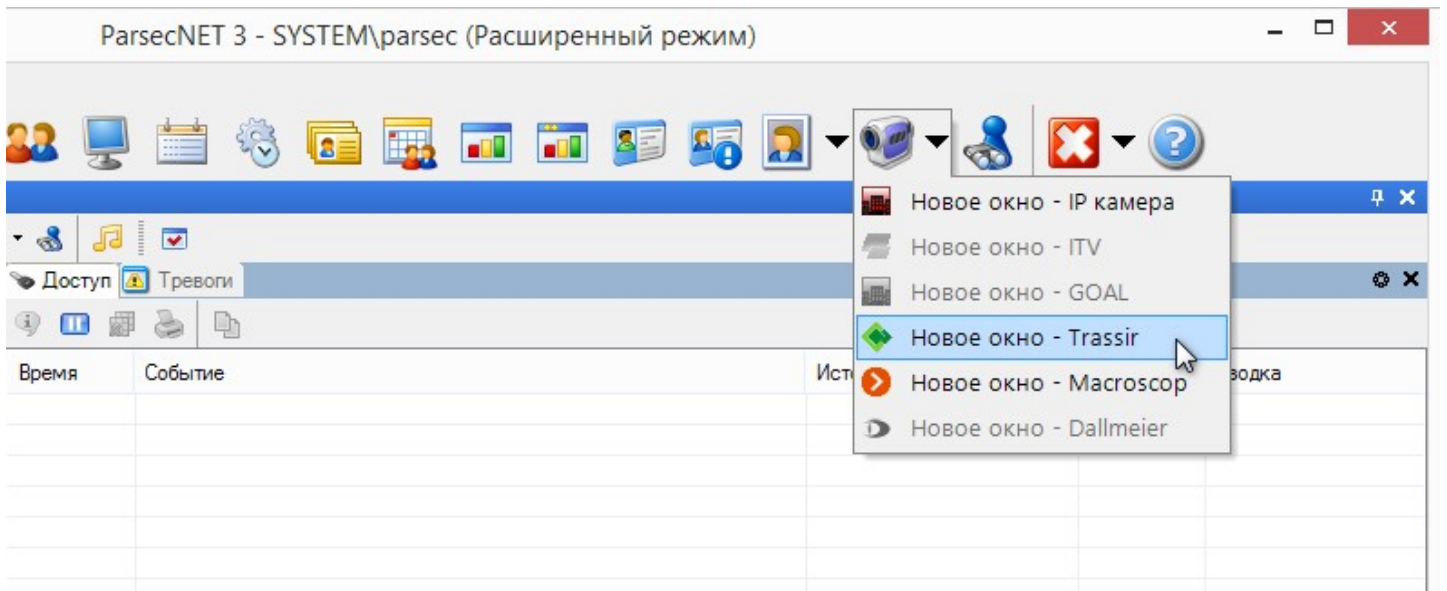 ParsecNET 3 - SYSTEM\parsec (Расширенный режим)
Новое окно - IP камера
Новое окно - ITV
Доступ Тревоги
Новое окно - GOAL
Новое окно - Trassir
Время Событие
Новое окно - Macroscop
Новое окно - Dallmeier